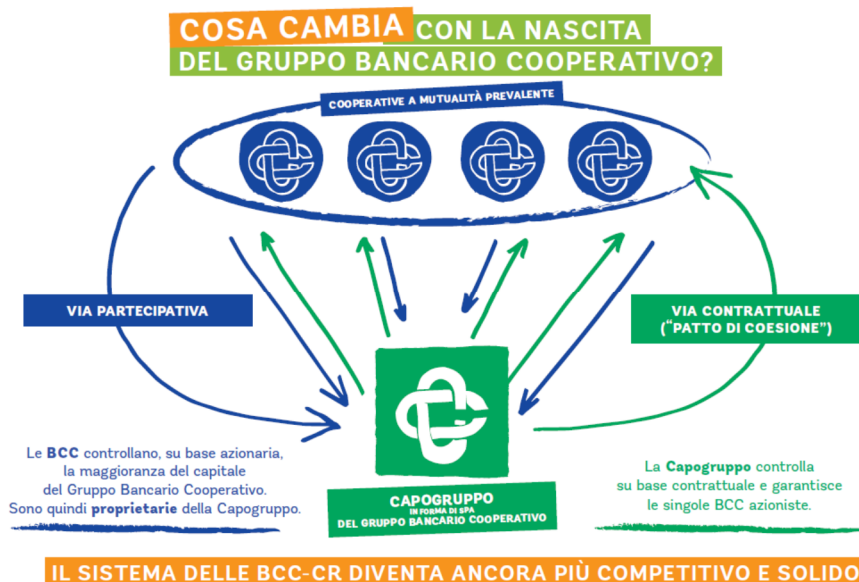 COSA CAMBIA CON LA NASCITA
DEL GRUPPO BANCARIO COOPERATIVO?
COOPERATIVE A MUTUALITÀ PREVALENTE
VIA PARTECIPATIVA
VIA CONTRATTUALE
("PATTO DI COESIONE")
Le BCC controllano, su base azionaria,
la maggioranza del capitale
del Gruppo Bancario Cooperativo.
Sono quindi proprietarie della Capogruppo.
CAPOGRUPPO
IN FORMA DI SPA
DEL GRUPPO BANCARIO COOPERATIVO
La Capogruppo controlla
su base contrattuale e garantisce
le singole BCC azioniste.
IL SISTEMA DELLE BCC-CR DIVENTA ANCORA PIÙ COMPETITIVO E SOLIDO